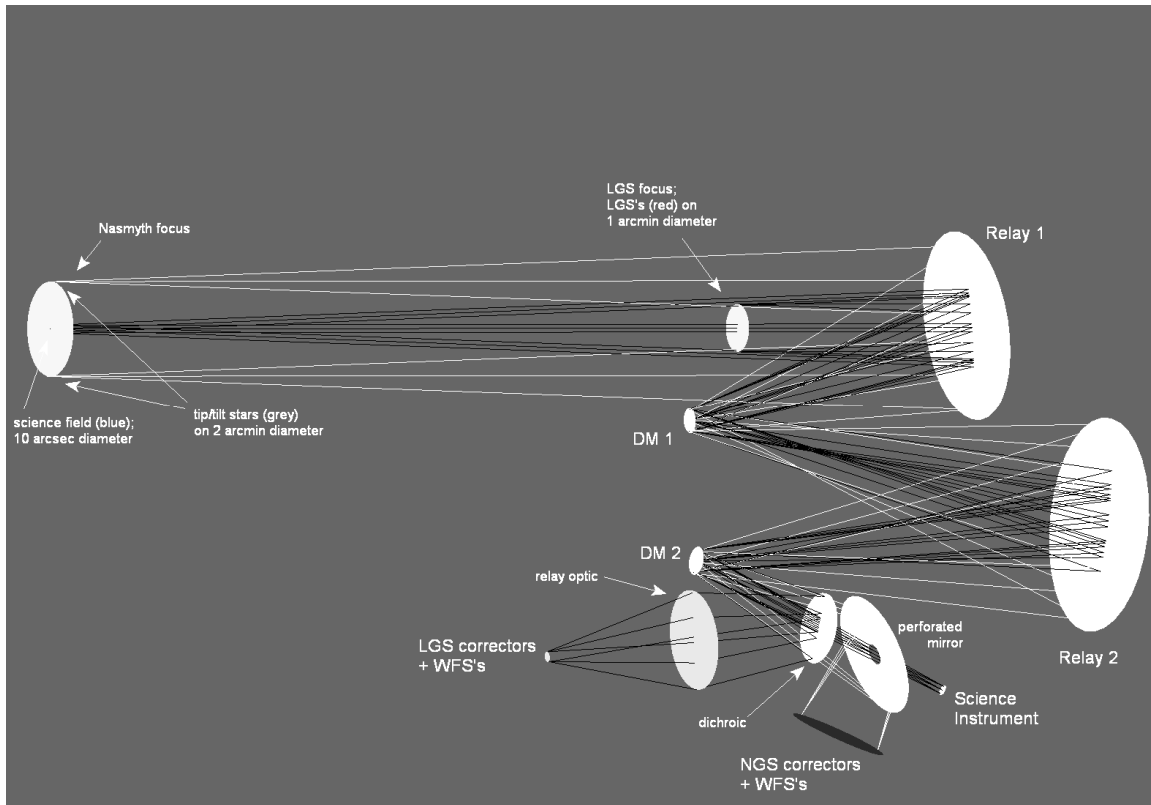 LGS focus;
LGS's (red) on
1 arcmin diameter
Nasmyth focus
Relay 1
science field (blue);
10 arcsec diameter
tip/tilt stars (grey)
on 2 arcmin diameter
DM 1
DM 2
relay optic
LGS correctors
+ WFS's
perforated
mirror
Relay 2
dichroic
Science
Instrument
NGS correctors
+ WFS's